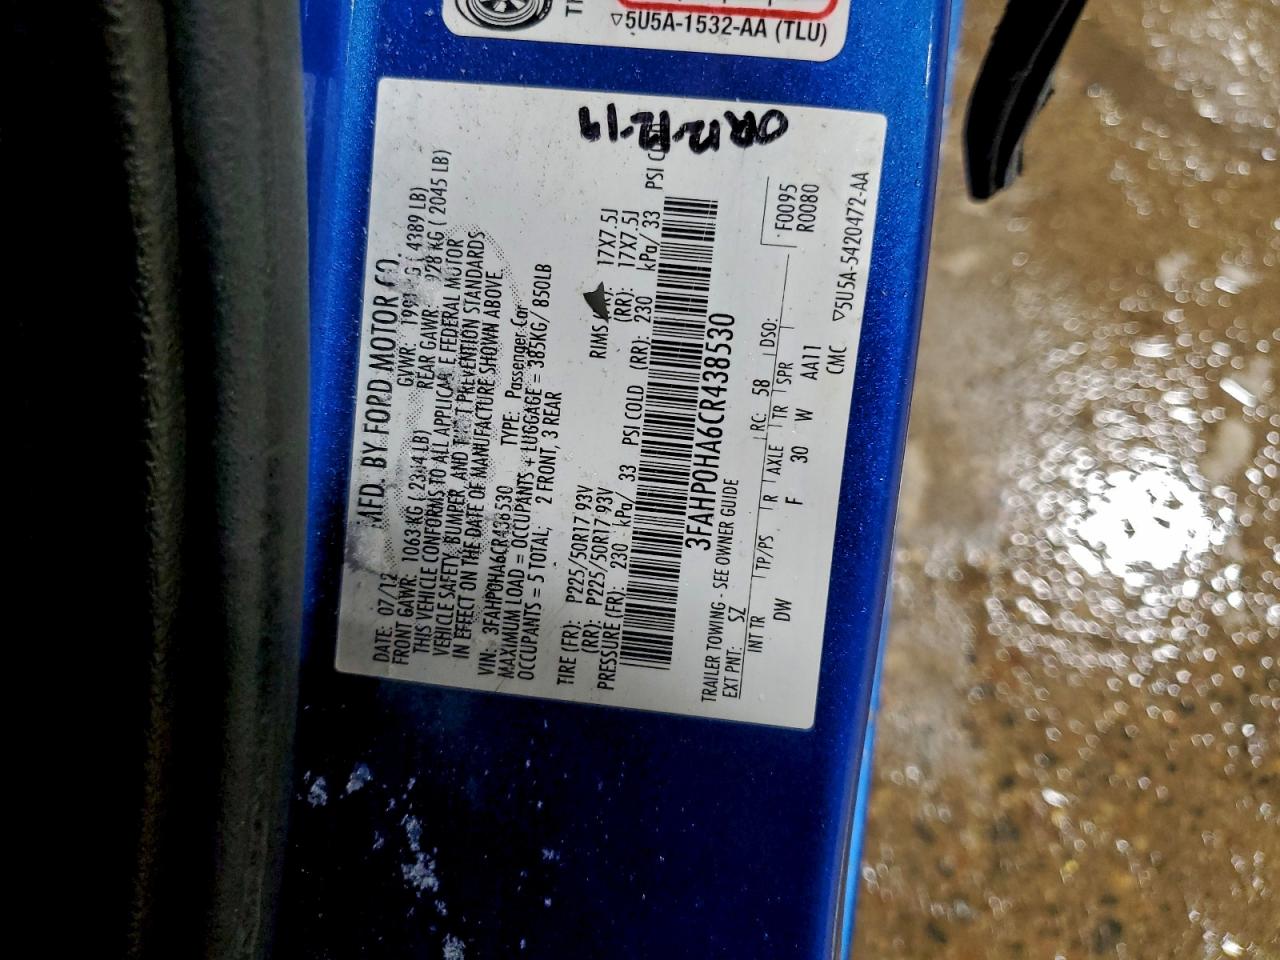 ▽5U5A-1532-AA (TLU)
MFD. BY FORD MOTOR CO.
DATE: 07/12 GVWR: KG ( 4389 LB)
FRONT GAWR: 1063 KG ( 2344 LB) REAR GAWR: 928 KG ( 2045 LB)
THIS VEHICLE CONFORMS TO ALL APPLICABLE FEDERAL MOTOR
VEHICLE SAFETY, BUMPER, AND THEFT PREVENTION STANDARDS
IN EFFECT ON THE DATE OF MANUFACTURE SHOWN ABOVE
VIN: 3FAHP0HA6CR438530 TYPE: Passenger Car
MAXIMUM LOAD = OCCUPANTS + LUGGAGE = 385KG/ 850LB
OCCUPANTS = 5 TOTAL, 2 FRONT, 3 REAR
TIRE (FR): P225/50R17 93V RIMS 17X7.5J
(RR): P225/50R17 93V (RR): 17X7.5J
PRESSURE (FR): 230 kPa/ 33 PSI COLD (RR): 230 kPa/ 33 PSI
3FAHP0HA6CR438530
TRAILER TOWING - SEE OWNER GUIDE
EXT PNT: SZ RC: 58 DSO: F0095
R0080
INT TR TP/PS R AXLE TR SPR
DW F 30 W AA11
CMC
▽5U5A-5420472-AA